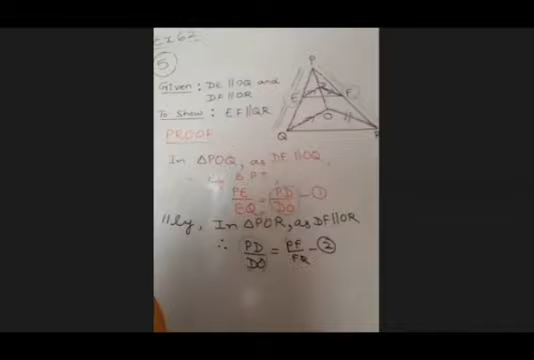 Ex 6.2
5
Given : DE || OQ and
DF || OR
To Show : EF || QR
P
E
F
D
O
Q
R
PROOF
In ΔPOQ, as DE || OQ,
PE/EQ = PD/DO — 1
||ly, In ΔPOR, as DF || OR
∴ PD/DO = PF/FR — 2